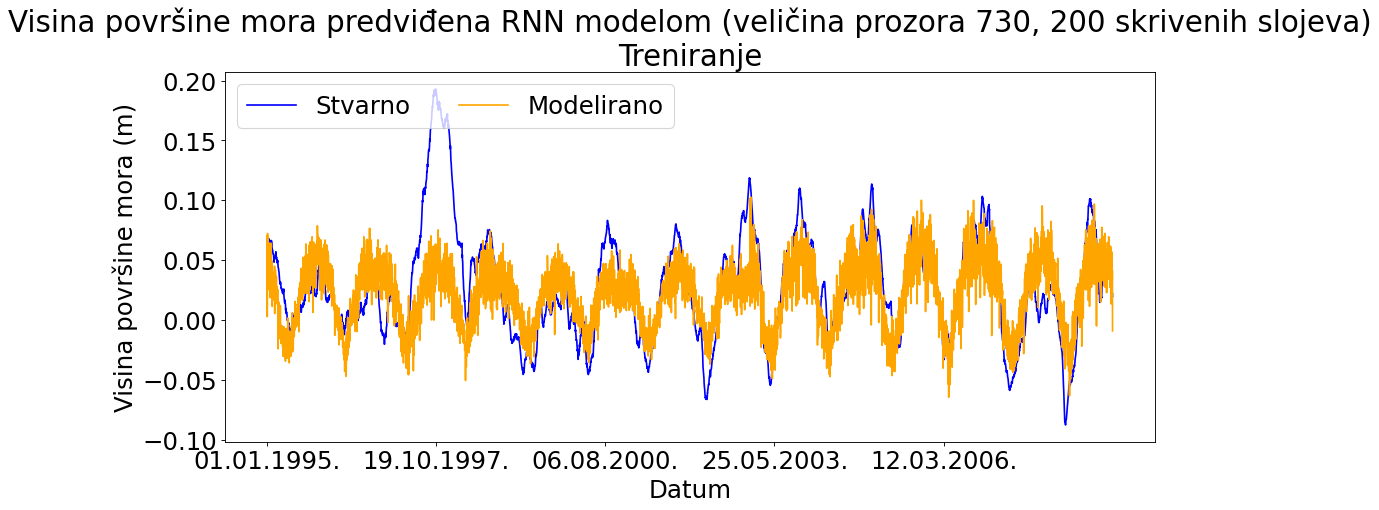 Visina površine mora predviđena RNN modelom (veličina prozora 730, 200 skrivenih slojeva)
Treniranje
Stvarno Modelirano
Visina površine mora (m)
0.20
0.15
0.10
0.05
0.00
−0.05
−0.10
01.01.1995. 19.10.1997. 06.08.2000. 25.05.2003. 12.03.2006.
Datum